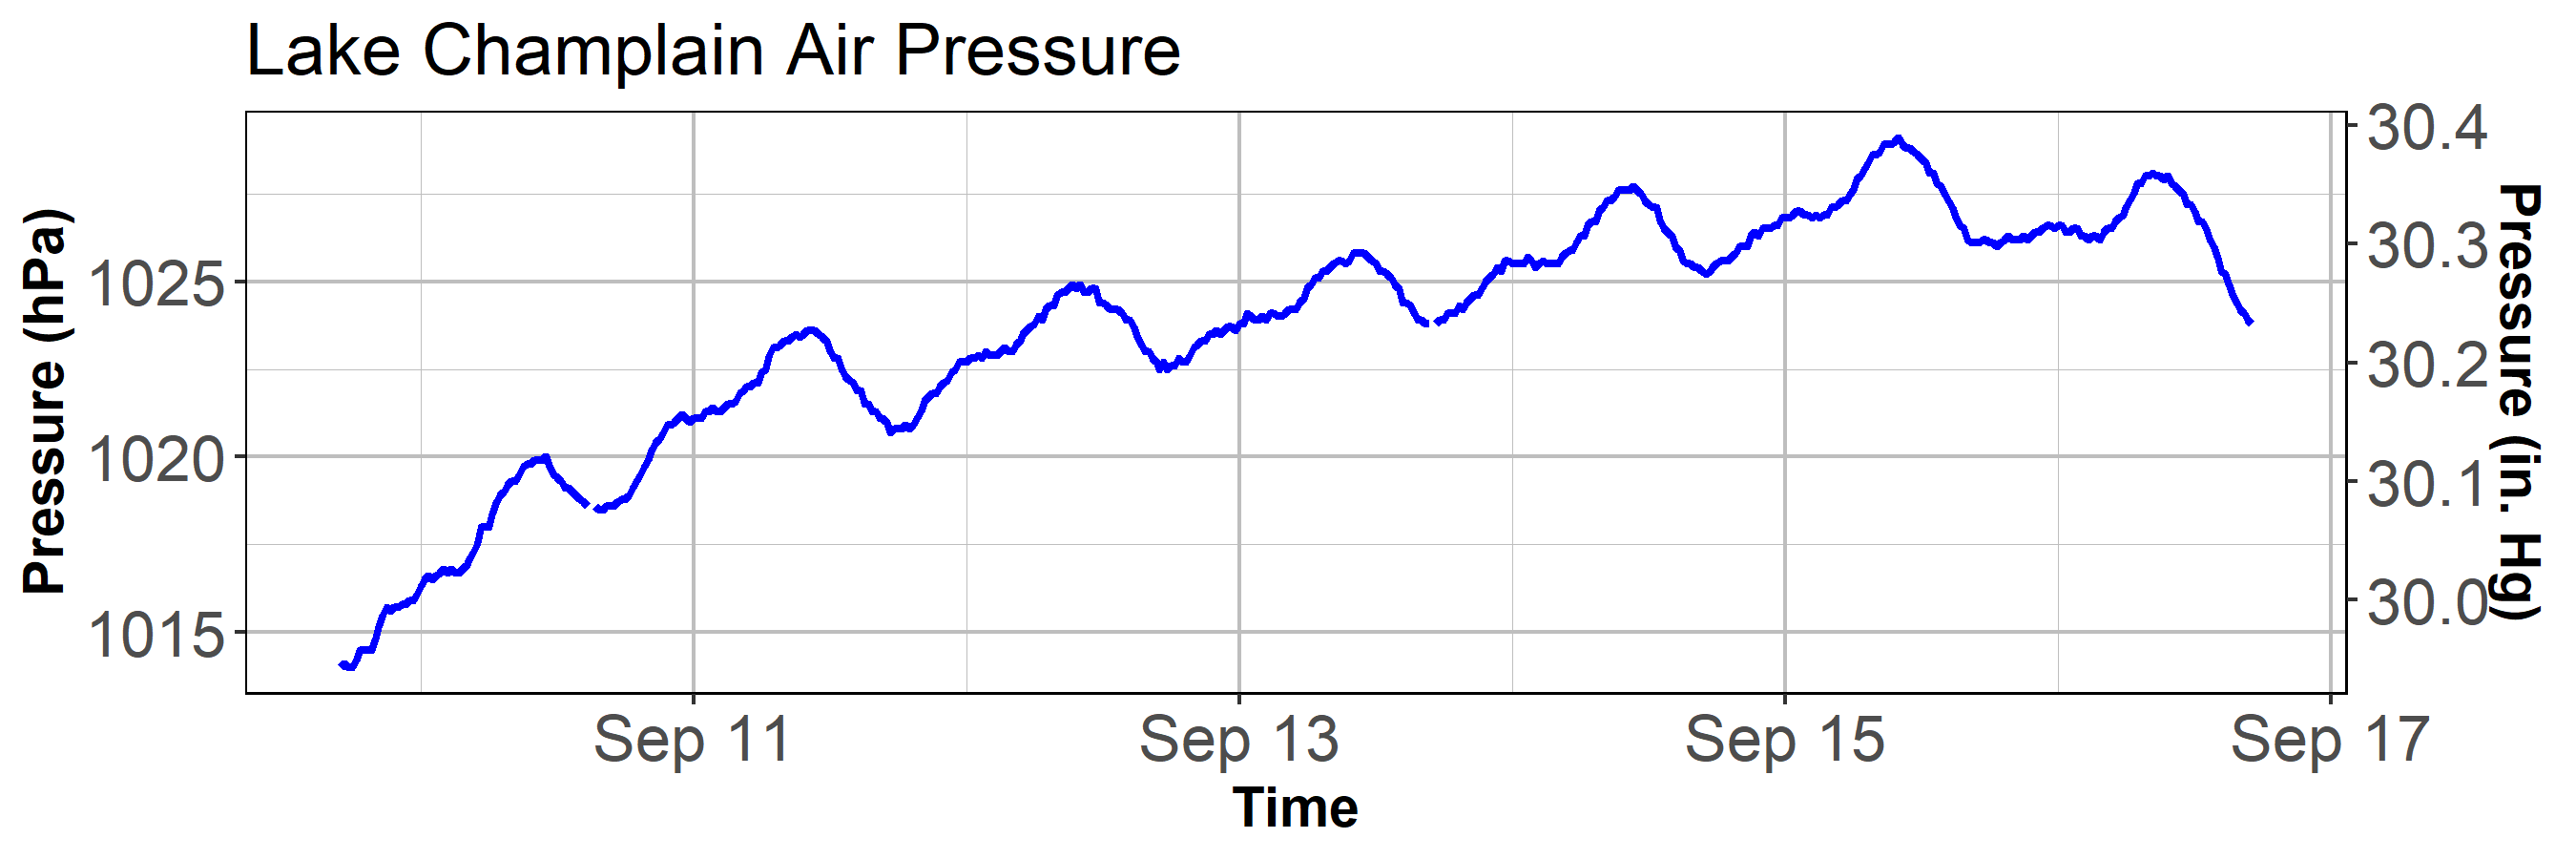 Lake Champlain Air Pressure
Pressure (hPa)
1025
1020
1015
30.4
30.3
30.2
30.1
30.0
Pressure (in. Hg)
Sep 11 Sep 13 Sep 15 Sep 17
Time